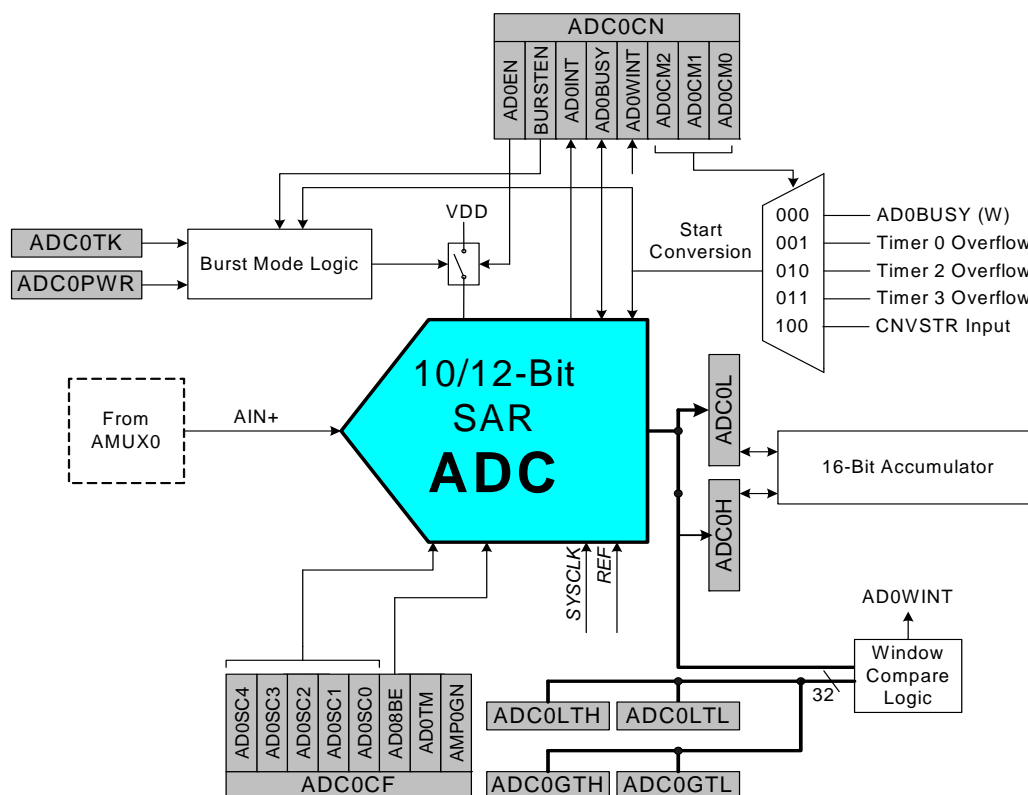 ADC0CN
AD0EN
BURSTEN
AD0INT
AD0BUSY
AD0WINT
AD0CM2
AD0CM1
AD0CM0
VDD
Start
Conversion
000
001
010
011
100
AD0BUSY (W)
Timer 0 Overflow
Timer 2 Overflow
Timer 3 Overflow
CNVSTR Input
ADC0TK
ADC0PWR
Burst Mode Logic
From
AMUX0
AIN+
10/12-Bit
SAR
ADC
ADC0L
ADC0H
16-Bit Accumulator
SYSCLK
REF
AD0WINT
Window
Compare
Logic
32
AD0SC4
AD0SC3
AD0SC2
AD0SC1
AD0SC0
AD08BE
AD0TM
AMP0GN
ADC0CF
ADC0LTH
ADC0LTL
ADC0GTH
ADC0GTL